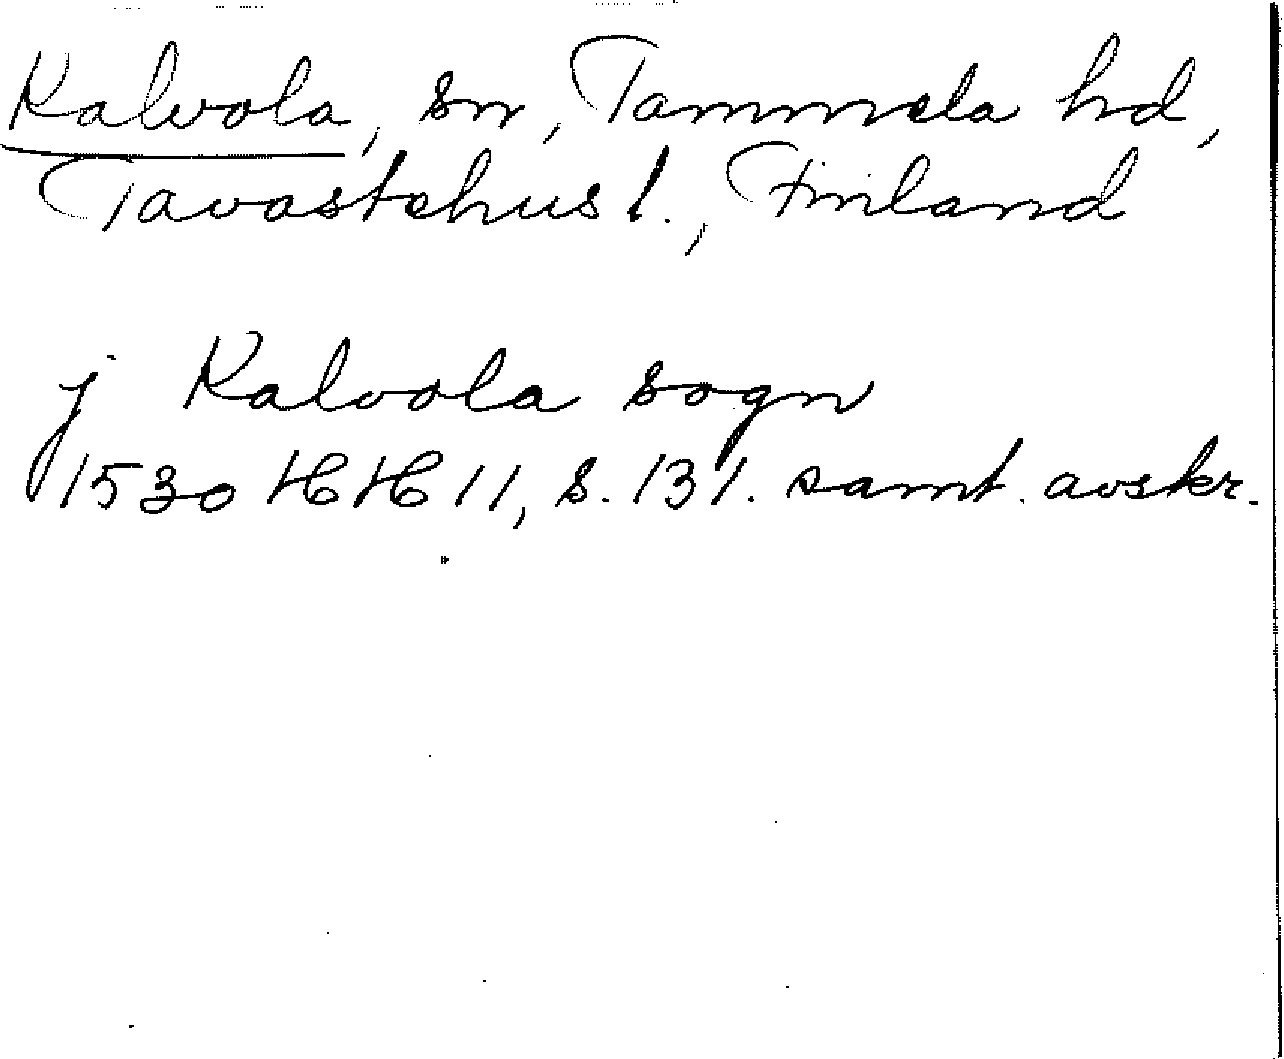 Kalvola, sn, Tammela hd,
Tavastehus l., Finland
j Kalvola sogn
1530 HH 11, s. 131. samt. avskr.